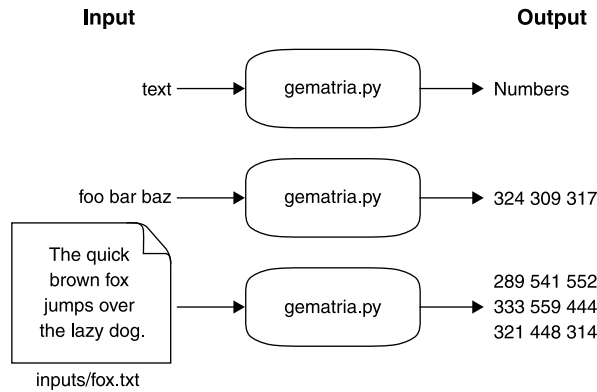 Input
Output
text
gematria.py
Numbers
foo bar baz
gematria.py
324 309 317
The quick
brown fox
jumps over
the lazy dog.
inputs/fox.txt
gematria.py
289 541 552
333 559 444
321 448 314